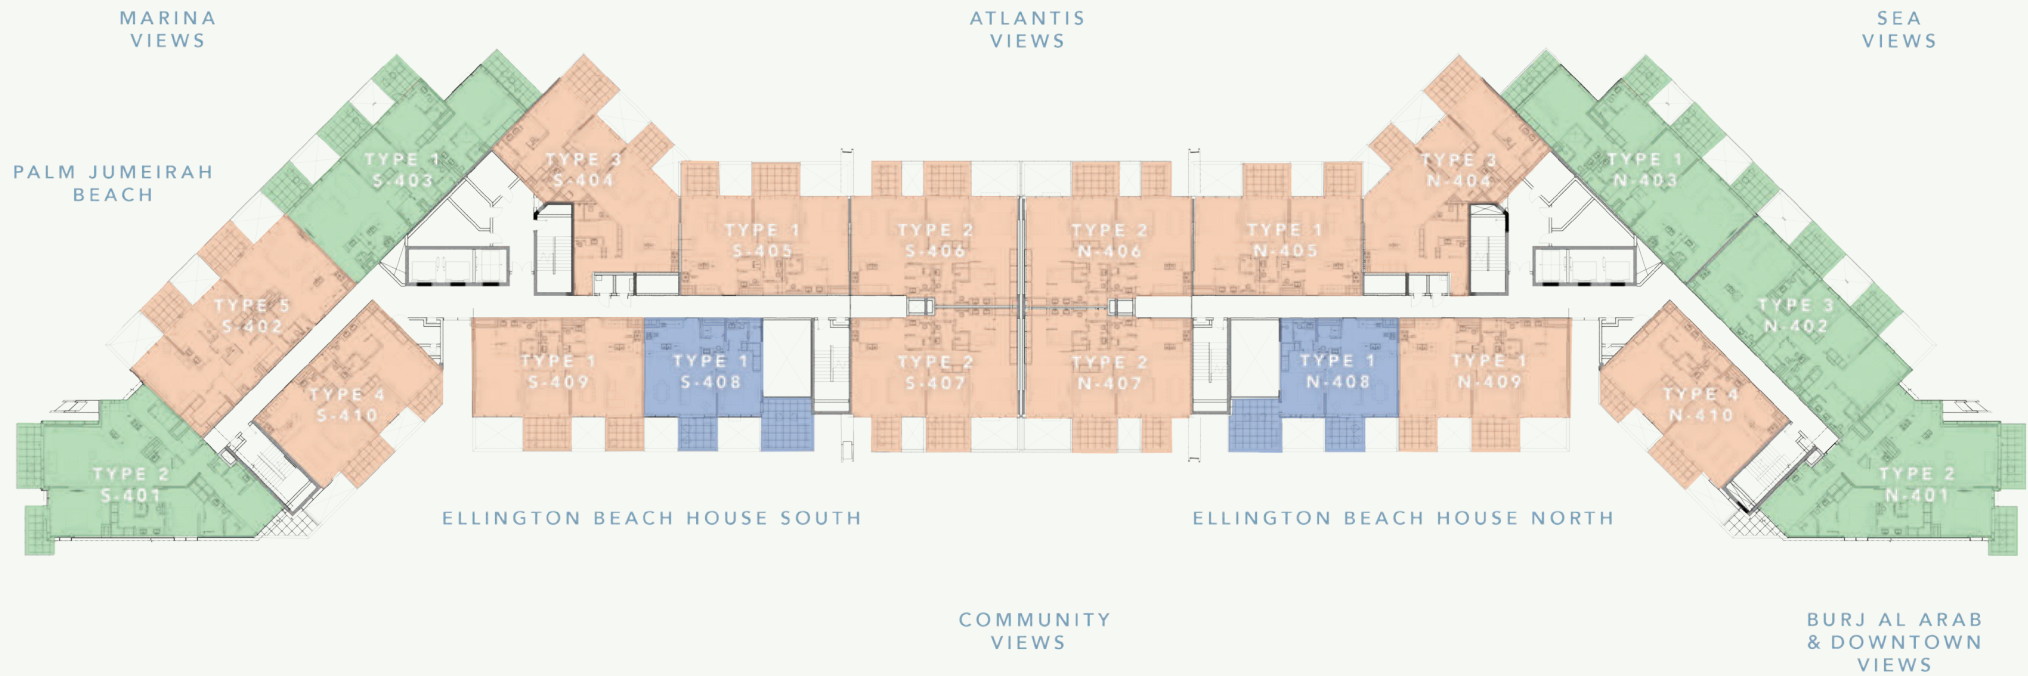 MARINA
VIEWS
ATLANTIS
VIEWS
SEA
VIEWS
PALM JUMEIRAH
BEACH
TYPE 1
S-403
TYPE 3
S-404
TYPE 3
N-404
TYPE 1
N-403
TYPE 1
S-405
TYPE 2
S-406
TYPE 2
N-406
TYPE 1
N-405
TYPE 5
S-402
TYPE 3
N-402
TYPE 4
S-410
TYPE 1
S-409
TYPE 1
S-408
TYPE 2
S-407
TYPE 2
N-407
TYPE 1
N-408
TYPE 1
N-409
TYPE 4
N-410
TYPE 2
S-401
TYPE 2
N-401
ELLINGTON BEACH HOUSE SOUTH
ELLINGTON BEACH HOUSE NORTH
COMMUNITY
VIEWS
BURJ AL ARAB
& DOWNTOWN
VIEWS